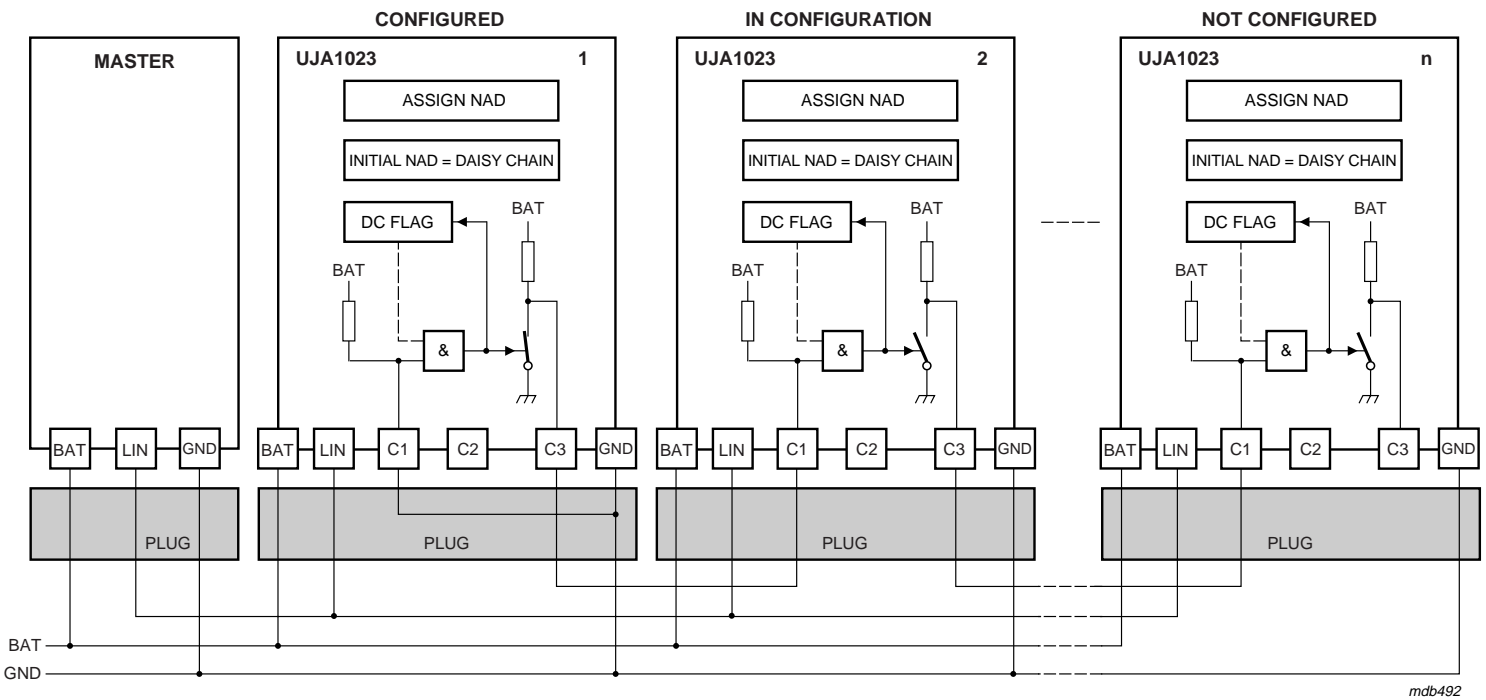 CONFIGURED
IN CONFIGURATION
NOT CONFIGURED
MASTER
UJA1023 1
UJA1023 2
UJA1023 n
ASSIGN NAD
ASSIGN NAD
ASSIGN NAD
INITIAL NAD = DAISY CHAIN
INITIAL NAD = DAISY CHAIN
INITIAL NAD = DAISY CHAIN
DC FLAG
BAT
DC FLAG
BAT
DC FLAG
BAT
BAT
BAT
BAT
&
&
&
BAT LIN GND
BAT LIN C1 C2 C3 GND
BAT LIN C1 C2 C3 GND
BAT LIN C1 C2 C3 GND
PLUG
PLUG
PLUG
PLUG
BAT
GND
mdb492